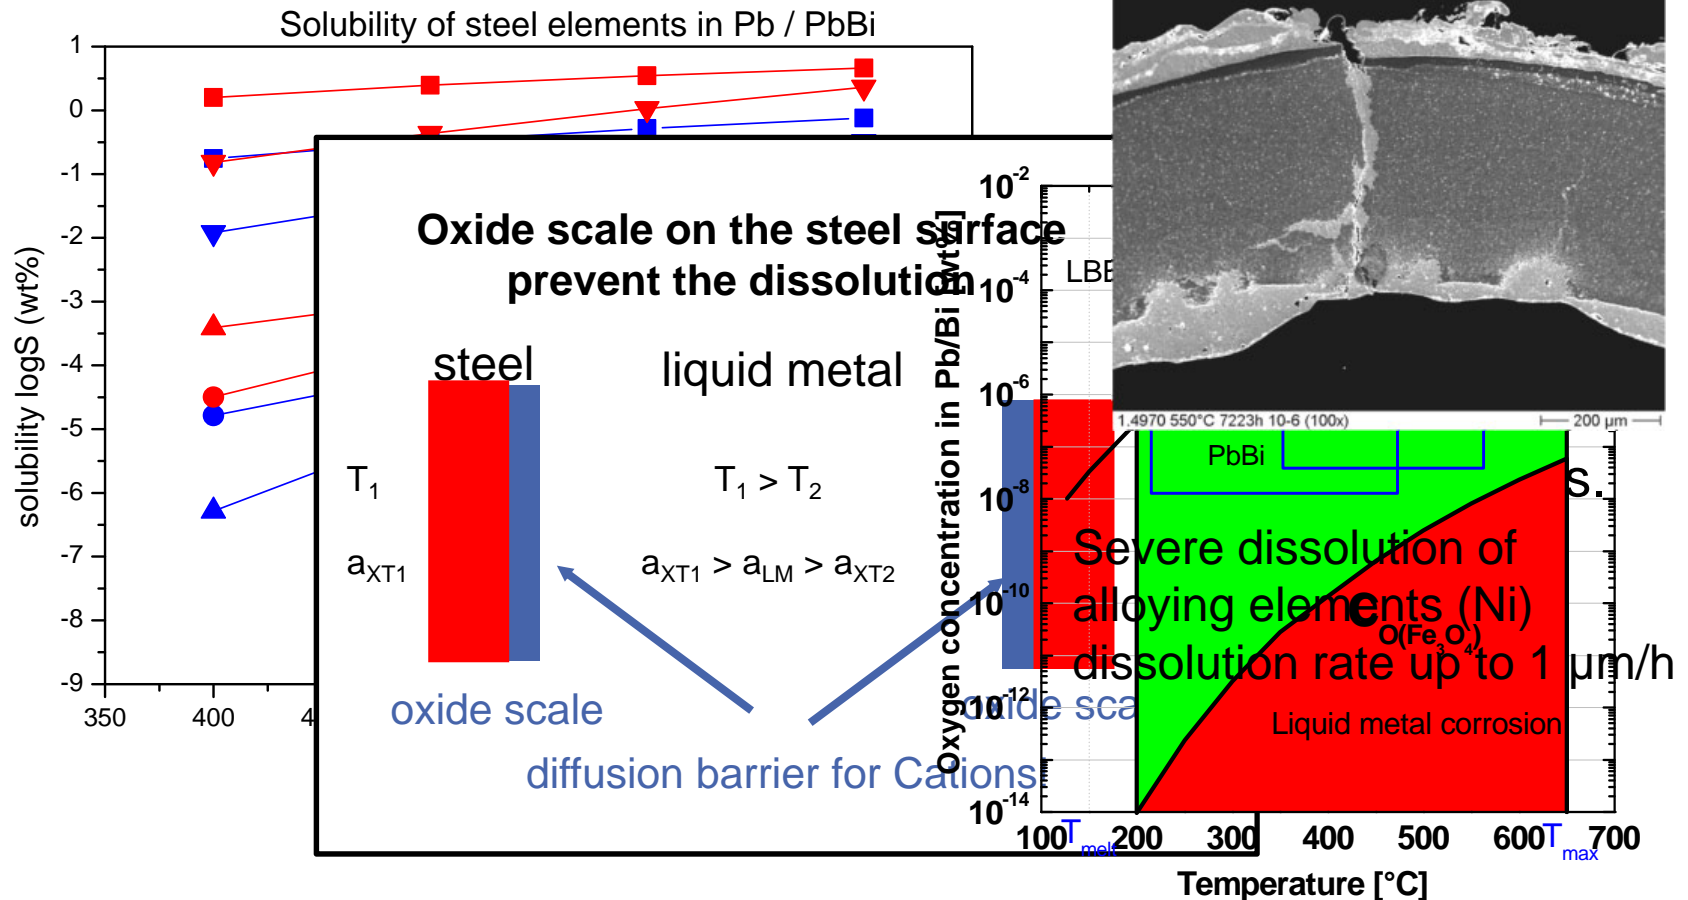 Solubility of steel elements in Pb / PbBi
1
0
-1
-2
-3
-4
-5
-6
-7
-8
-9
solubility logS (wt%)
350
400
4
Oxide scale on the steel surface
prevent the dissolution
steel
liquid metal
T1
T1 > T2
aXT1
aXT1 > aLM > aXT2
oxide scale
oxide sca
diffusion barrier for Cations
Oxygen concentration in Pb/Bi [wt%]
10-2
10-4
10-6
10-8
10-10
10-12
10-14
PbBi
s.
Severe dissolution of
alloying elements (Ni)
dissolution rate up to 1 µm/h
cO(Fe3O4)
Liquid metal corrosion
100
Tmelt
200
300
400
500
600
Tmax
700
Temperature [°C]
1.4970 550°C 7223h 10-6 (100x)
200 µm